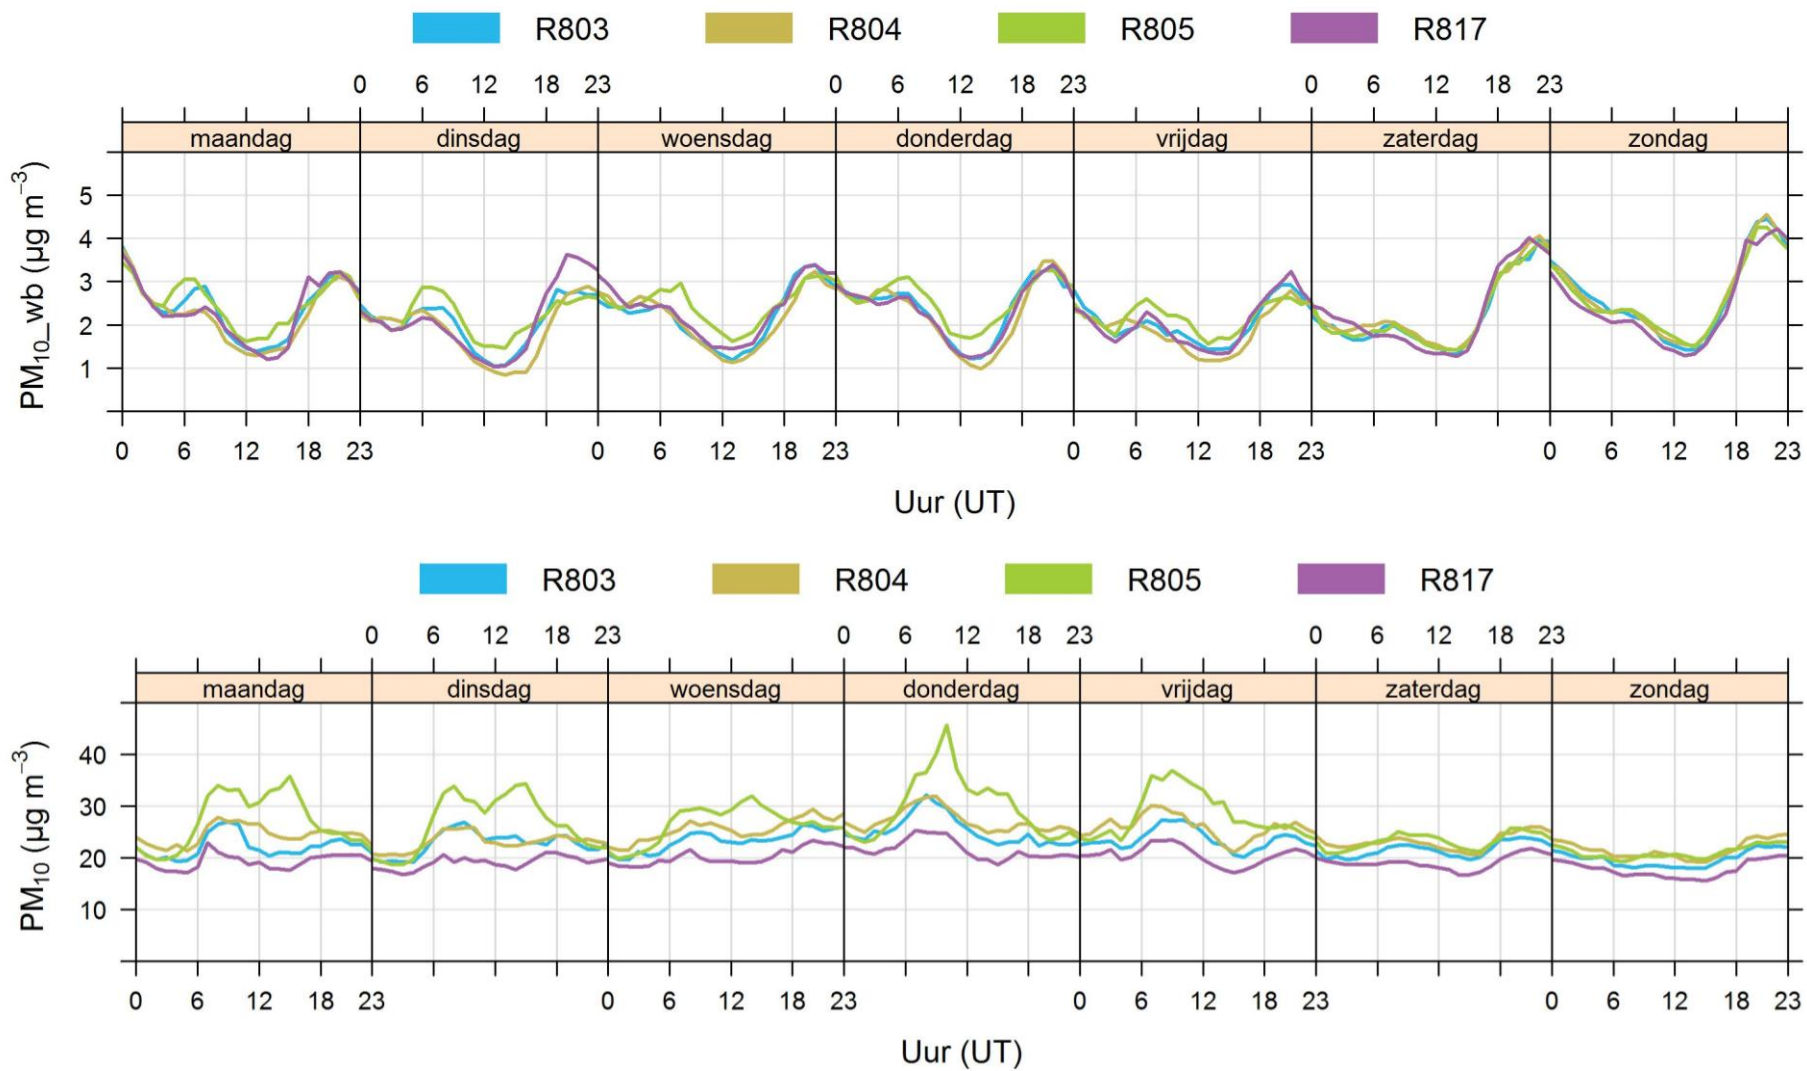 R803 R804 R805 R817
0 6 12 18 23 0 6 12 18 23 0 6 12 18 23
maandag dinsdag woensdag donderdag vrijdag zaterdag zondag
PM₁₀_wb (µg m⁻³)
5
4
3
2
1
0 6 12 18 23 0 6 12 18 23 0 6 12 18 23 0 6 12 18 23
Uur (UT)
R803 R804 R805 R817
0 6 12 18 23 0 6 12 18 23 0 6 12 18 23
maandag dinsdag woensdag donderdag vrijdag zaterdag zondag
PM₁₀ (µg m⁻³)
40
30
20
10
0 6 12 18 23 0 6 12 18 23 0 6 12 18 23 0 6 12 18 23
Uur (UT)